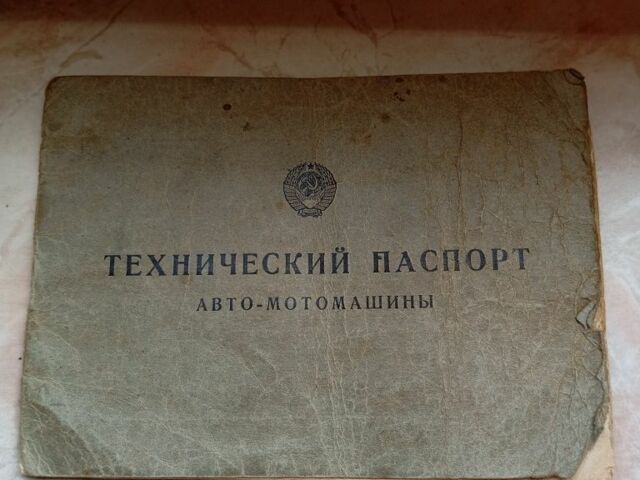 ТЕХНИЧЕСКИЙ ПАСПОРТ
АВТО-МОТОМАШИНЫ